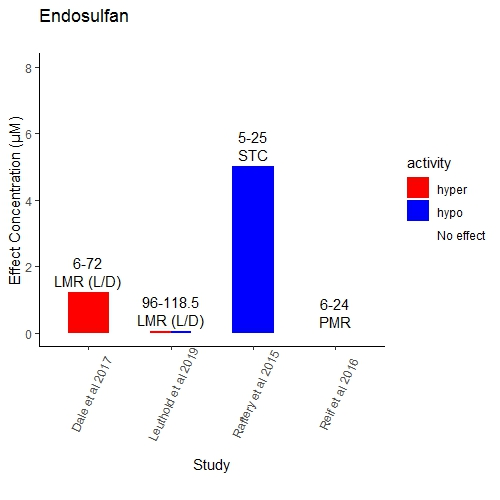 Endosulfan
Effect Concentration (µM)
8
6
4
2
0
6-72
LMR (L/D)
96-118.5
LMR (L/D)
5-25
STC
6-24
PMR
Dale et al 2017
Leuthold et al 2019
Raftery et al 2015
Reif et al 2016
Study
activity
hyper
hypo
No effect